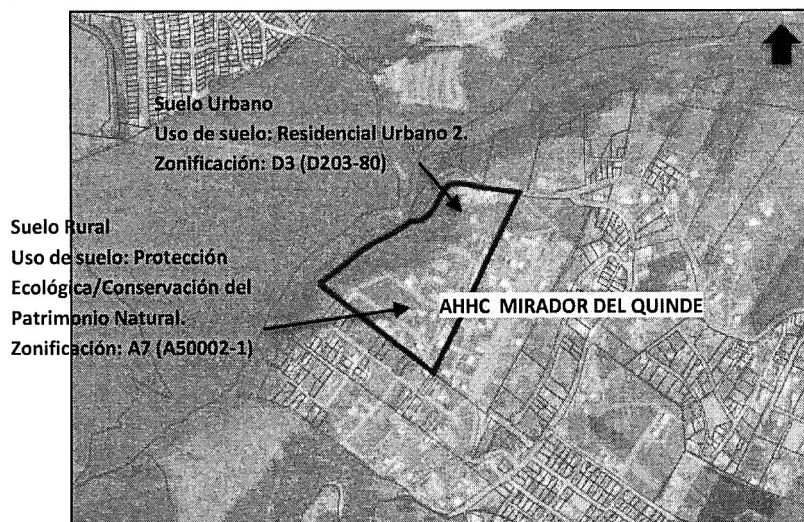 Suelo Urbano
Uso de suelo: Residencial Urbano 2.
Zonificación: D3 (D203-80)
Suelo Rural
Uso de suelo: Protección
Ecológica/Conservación del
Patrimonio Natural.
Zonificación: A7 (A50002-1)
AHHC MIRADOR DEL QUINDE